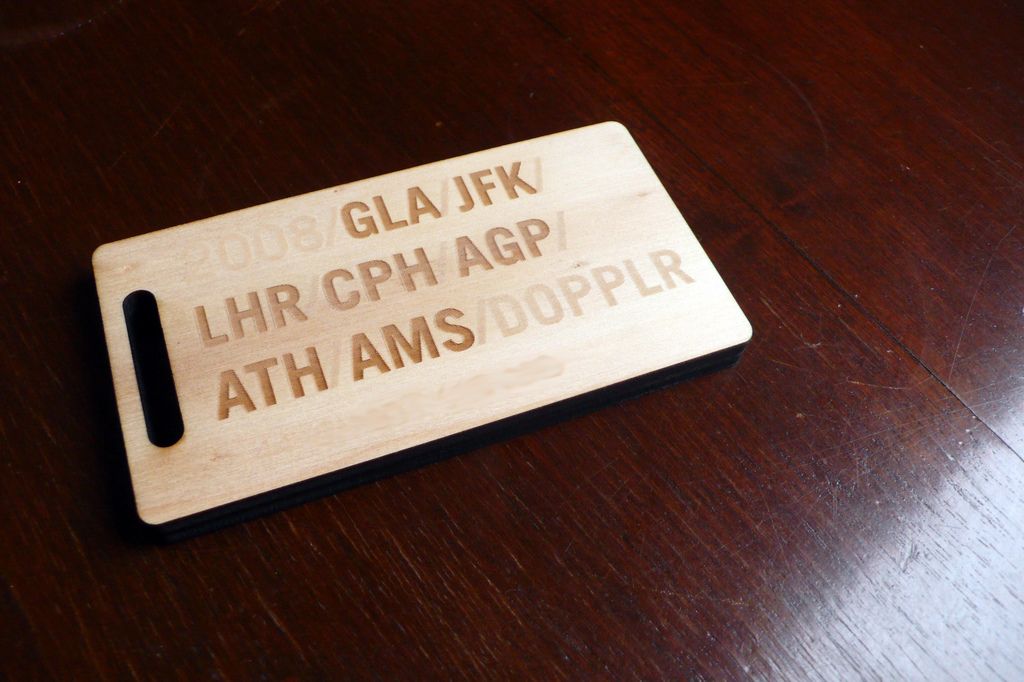 2008/GLA/JFK/
LHR/CPH/AGP/
ATH/AMS/DOPPLR